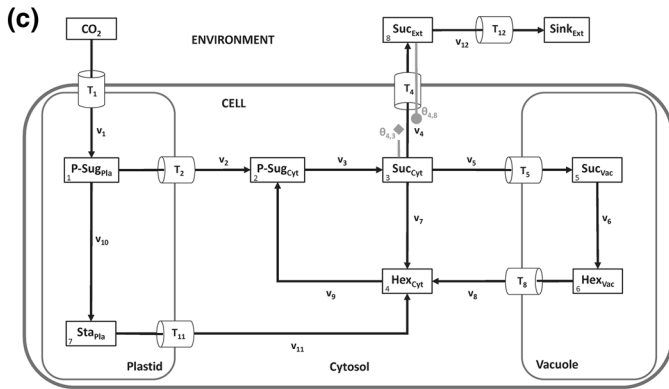 (c)
CO₂
ENVIRONMENT
Suc_Ext
8
v₁₂
T₁₂
Sink_Ext
T₁
CELL
T₄
θ₄,₈
θ₄,₃
v₁
v₄
P-Sug_Pla
1
T₂
v₂
P-Sug_Cyt
2
v₃
Suc_Cyt
3
v₅
T₅
Suc_Vac
5
v₁₀
v₇
v₆
Hex_Cyt
4
v₉
v₈
T₈
Hex_Vac
6
Sta_Pla
7
T₁₁
v₁₁
Plastid
Cytosol
Vacuole